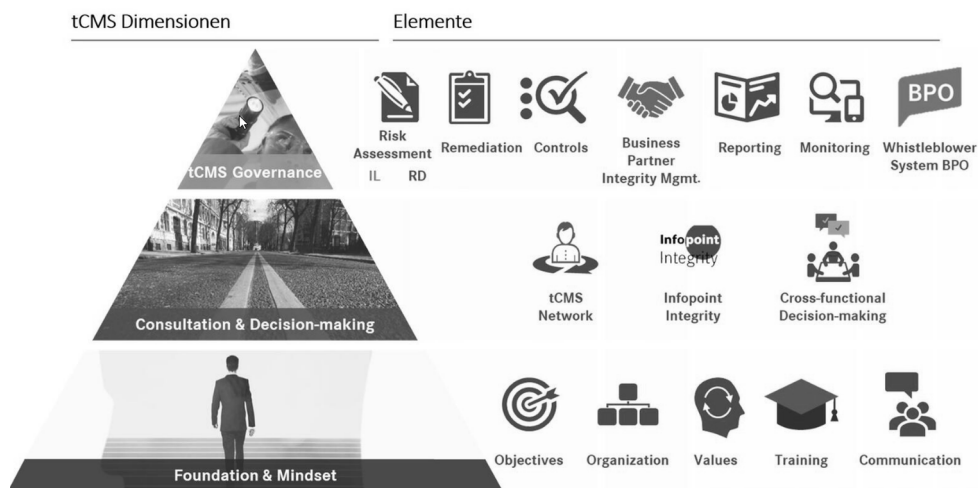 tCMS Dimensionen
Elemente
tCMS Governance
Risk
Assessment
IL RD
Remediation
Controls
Business
Partner
Integrity Mgmt.
Reporting
Monitoring
BPO
Whistleblower
System BPO
Consultation & Decision-making
tCMS
Network
Infopoint
Integrity
Infopoint
Integrity
Cross-functional
Decision-making
Foundation & Mindset
Objectives
Organization
Values
Training
Communication